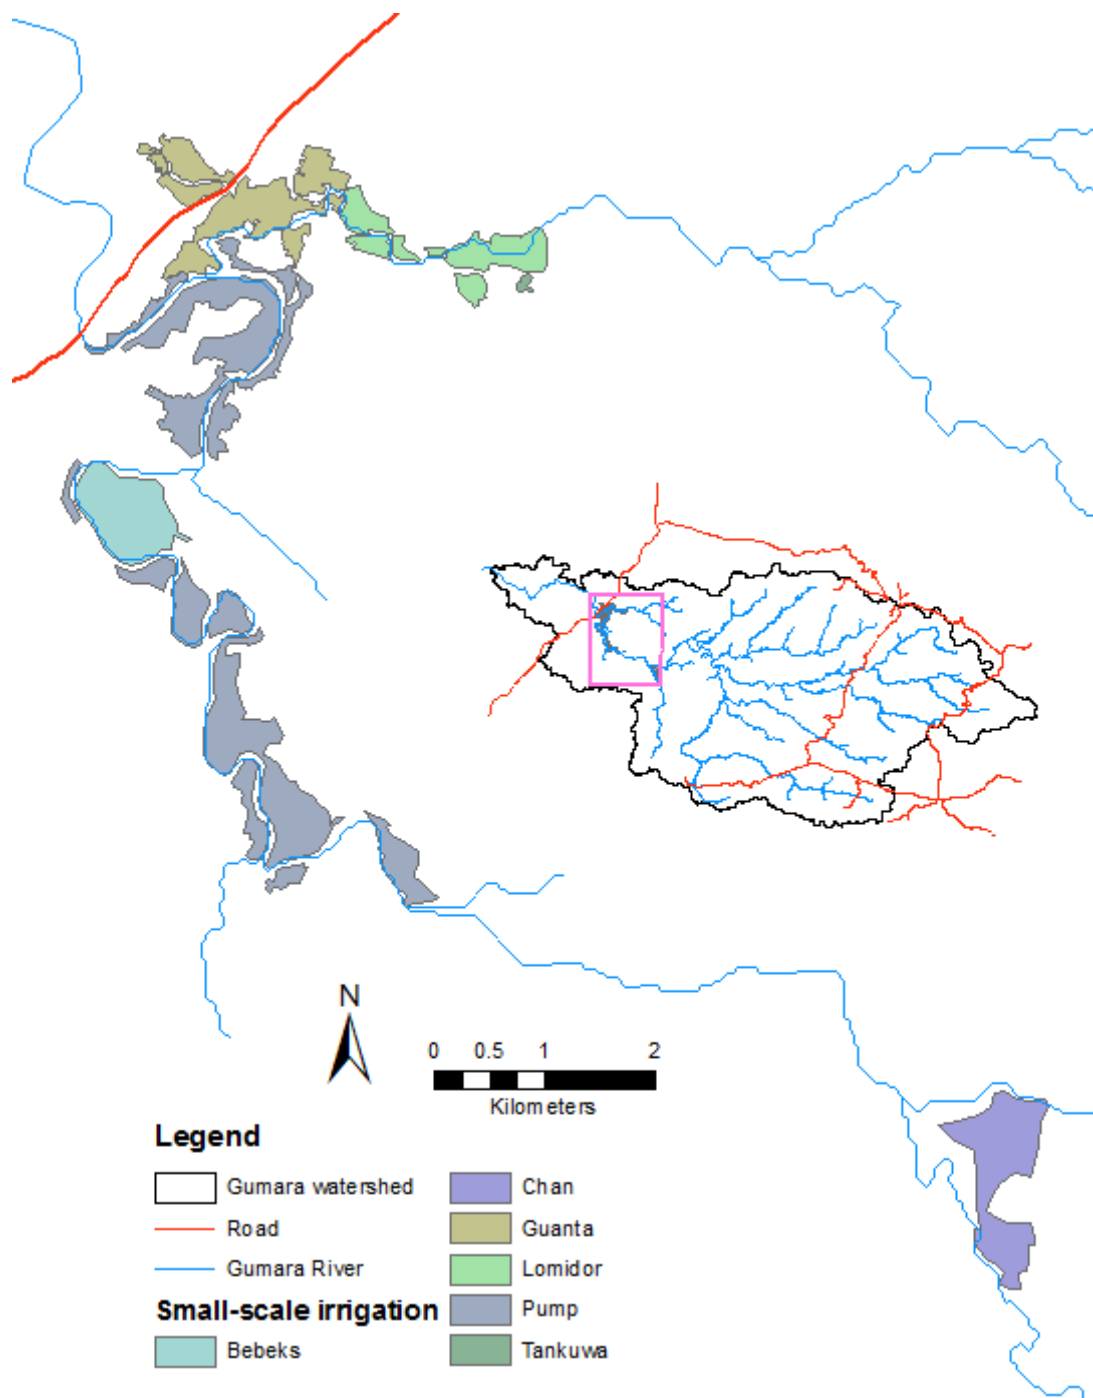 N
0 0.5 1 2
Kilometers
Legend
Gumara watershed
Road
Gumara River
Small-scale irrigation
Bebeks
Chan
Guanta
Lomidor
Pump
Tankuwa